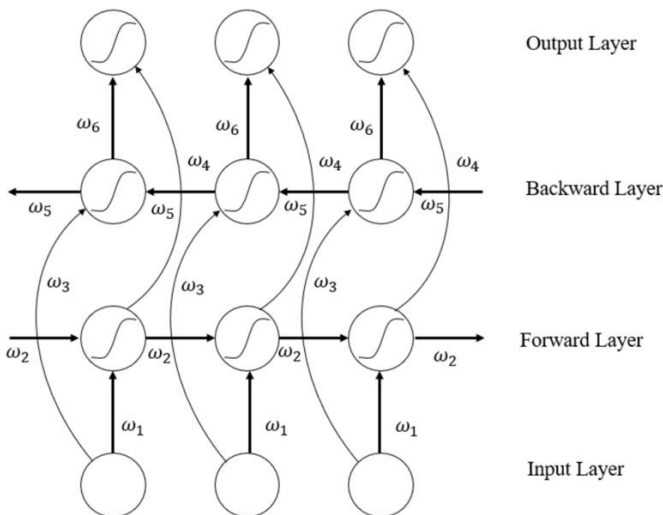 Output Layer
ω6 ω6 ω6
ω4 ω4 ω4
Backward Layer
ω5 ω5 ω5 ω5
ω3 ω3 ω3
Forward Layer
ω2 ω2 ω2 ω2
ω1 ω1 ω1
Input Layer